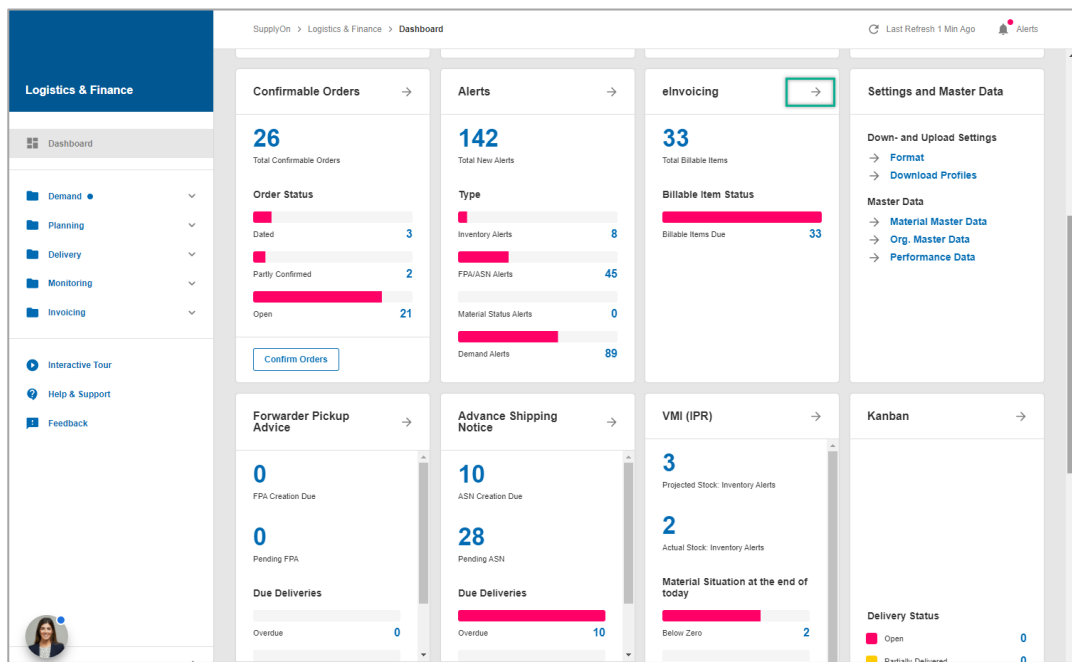 SupplyOn > Logistics & Finance > Dashboard
Last Refresh 1 Min Ago
Alerts
Logistics & Finance
Dashboard
Demand
Planning
Delivery
Monitoring
Invoicing
Interactive Tour
Help & Support
Feedback
Confirmable Orders
26
Total Confirmable Orders
Order Status
Dated 3
Partly Confirmed 2
Open 21
Confirm Orders
Alerts
142
Total New Alerts
Type
Inventory Alerts 8
FPA/ASN Alerts 45
Material Status Alerts 0
Demand Alerts 89
eInvoicing
33
Total Billable Items
Billable Item Status
Billable Items Due 33
Settings and Master Data
Down- and Upload Settings
Format
Download Profiles
Master Data
Material Master Data
Org. Master Data
Performance Data
Forwarder Pickup
Advice
0
FPA Creation Due
0
Pending FPA
Due Deliveries
Overdue 0
Advance Shipping
Notice
10
ASN Creation Due
28
Pending ASN
Due Deliveries
Overdue 10
VMI (IPR)
3
Projected Stock: Inventory Alerts
2
Actual Stock: Inventory Alerts
Material Situation at the end of
today
Below Zero 2
Kanban
Delivery Status
Open 0
Partially Delivered 0